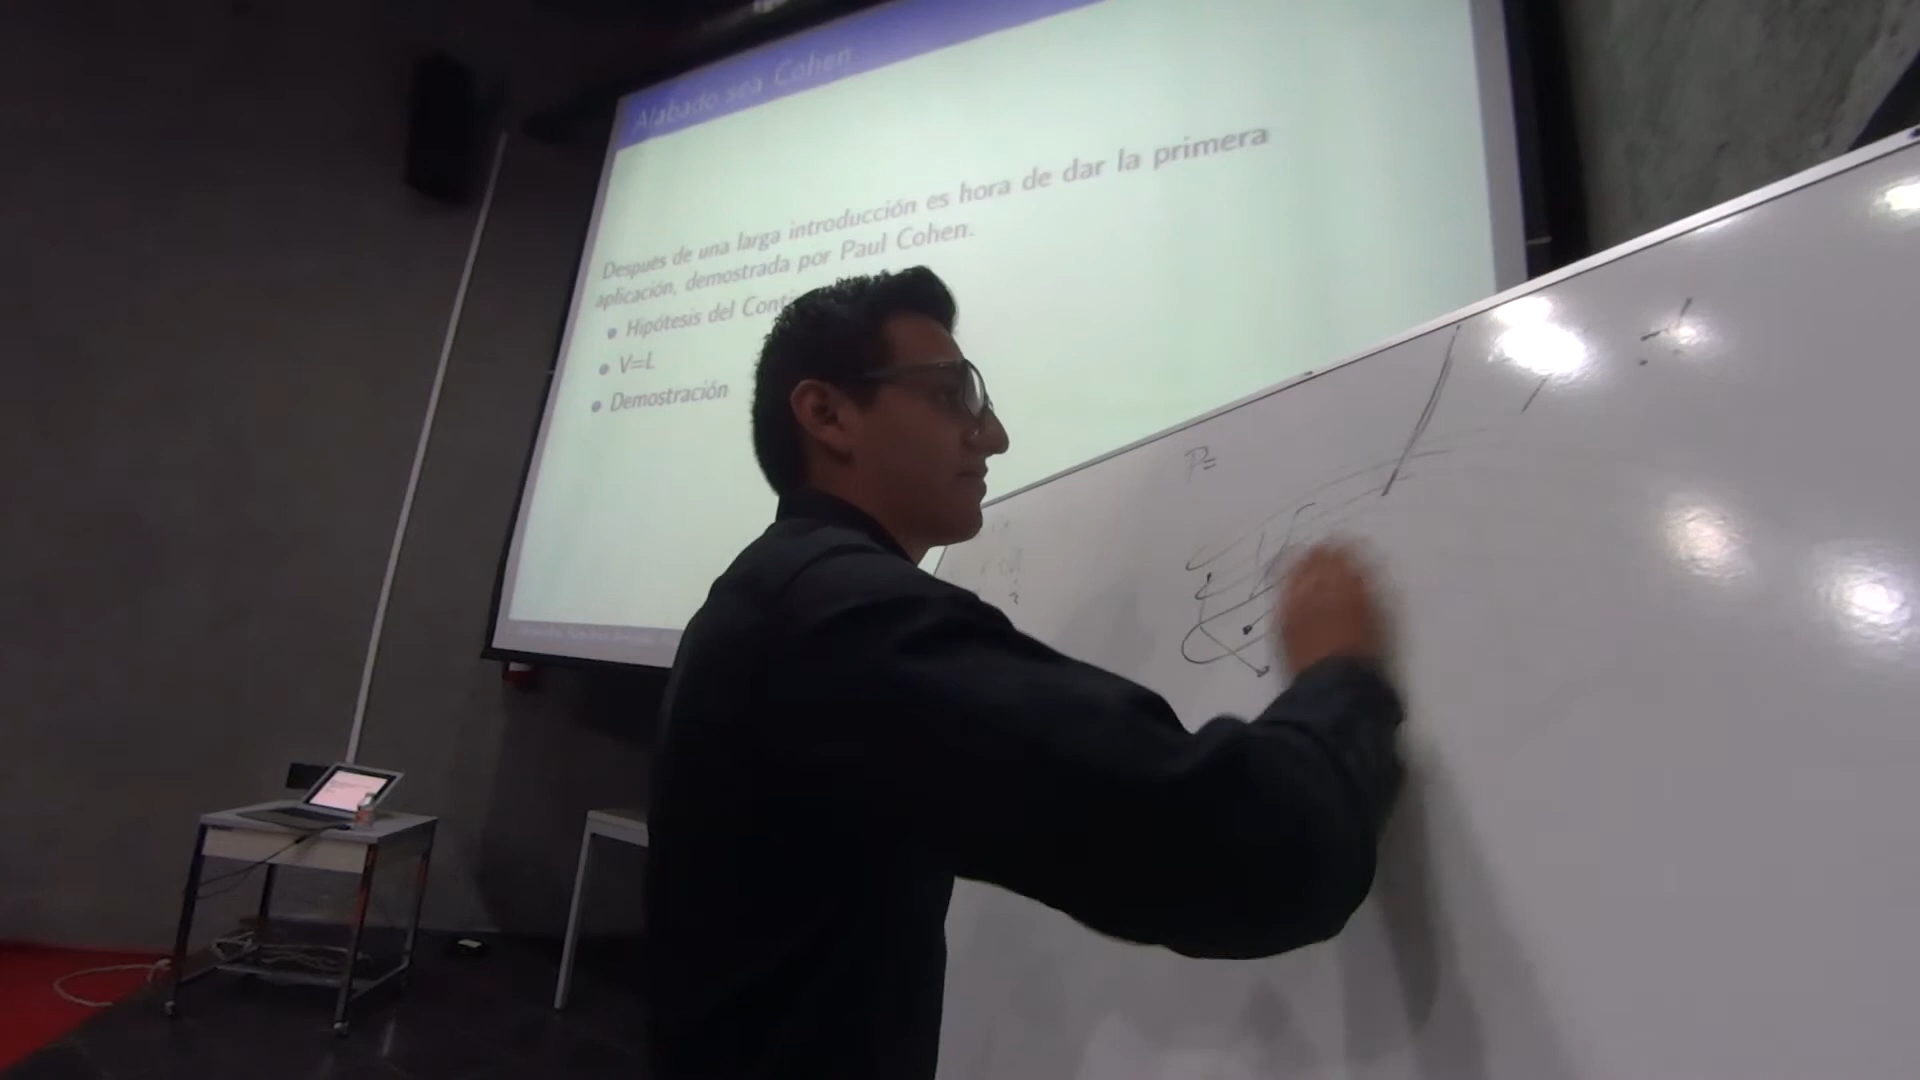 Alabado sea Cohen.
Después de una larga introducción es hora de dar la primera
aplicación, demostrada por Paul Cohen.
Hipótesis del Conti
V=L
Demostración
P=